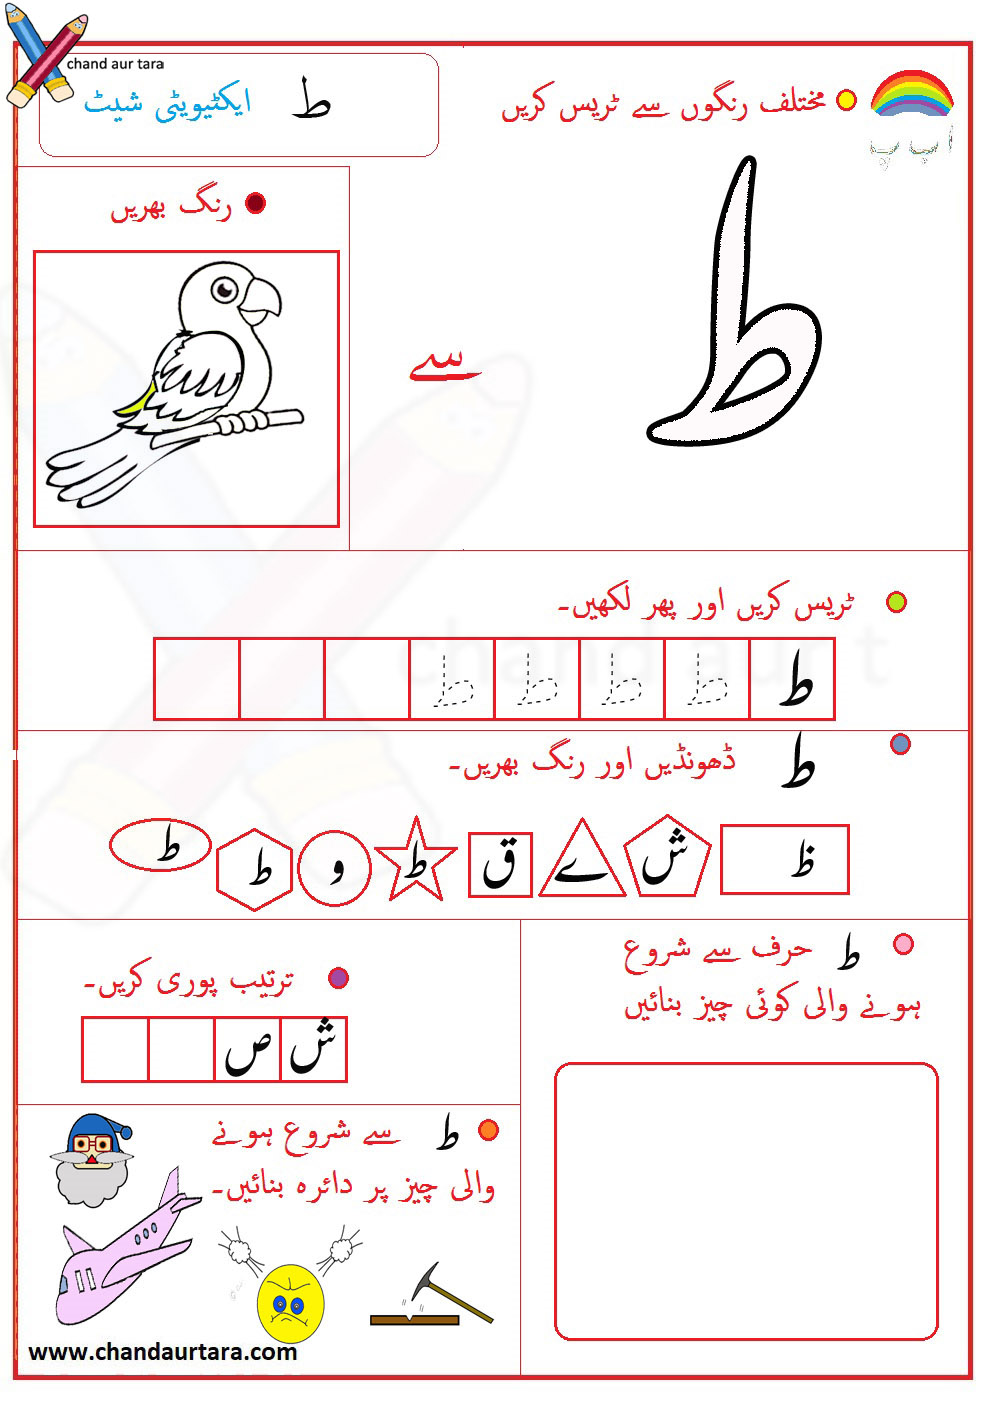 chand aur tara
ط ایکٹیویٹی شیٹ
مختلف رنگوں سے ٹریس کریں
رنگ بھریں
ط
سے
ٹریس کریں اور پھر لکھیں۔
ط ط ط ط ط
ط ڈھونڈیں اور رنگ بھریں۔
ظ ش ے ق ط و ط ط
ط حرف سے شروع
ہونے والی کوئی چیز بنائیں
ترتیب پوری کریں۔
ش ص
ط سے شروع ہونے
والی چیز پر دائرہ بنائیں۔
www.chandaurtara.com